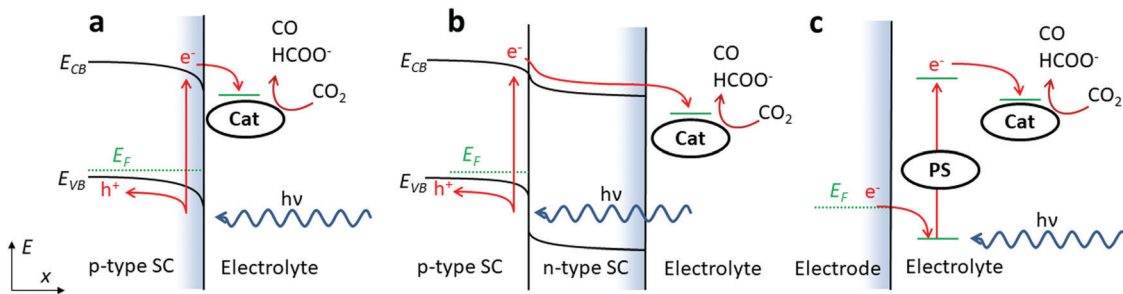 a
CO
HCOO⁻
e⁻
E_CB
CO₂
Cat
E_F
E_VB
h⁺
hν
E
x
p-type SC
Electrolyte
b
CO
HCOO⁻
e⁻
E_CB
CO₂
Cat
E_F
E_VB
h⁺
hν
p-type SC
n-type SC
Electrolyte
c
CO
HCOO⁻
e⁻
CO₂
Cat
PS
E_F
e⁻
hν
Electrode
Electrolyte